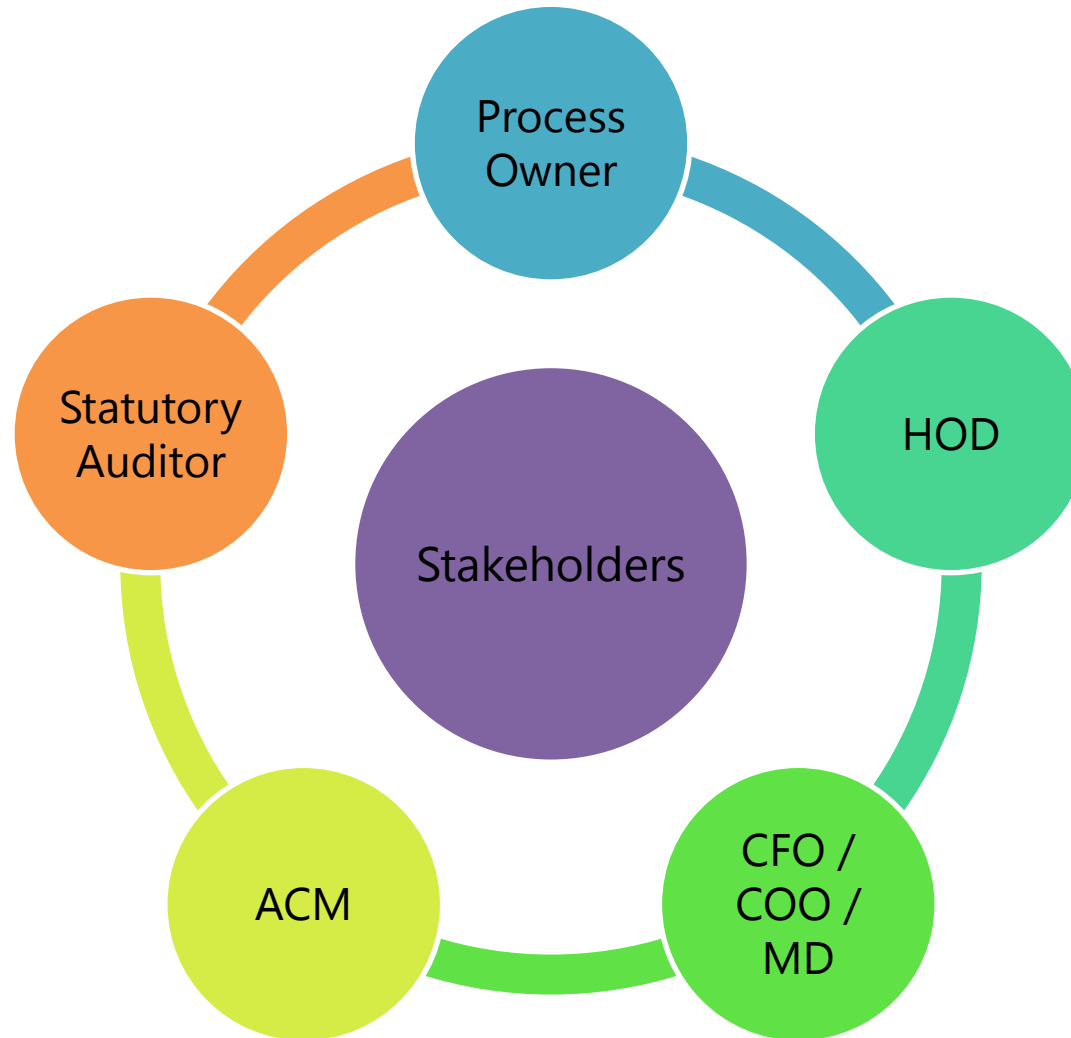 Process
Owner
HOD
CFO /
COO /
MD
ACM
Statutory
Auditor
Stakeholders